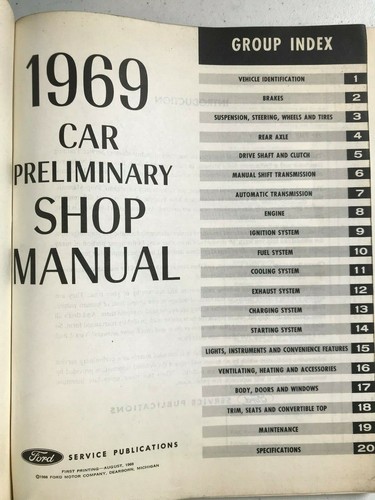 1969
CAR
PRELIMINARY
SHOP
MANUAL
Ford SERVICE PUBLICATIONS
FIRST PRINTING—AUGUST, 1968
©1968 FORD MOTOR COMPANY, DEARBORN, MICHIGAN
GROUP INDEX
VEHICLE IDENTIFICATION 1
BRAKES 2
SUSPENSION, STEERING, WHEELS AND TIRES 3
REAR AXLE 4
DRIVE SHAFT AND CLUTCH 5
MANUAL SHIFT TRANSMISSION 6
AUTOMATIC TRANSMISSION 7
ENGINE 8
IGNITION SYSTEM 9
FUEL SYSTEM 10
COOLING SYSTEM 11
EXHAUST SYSTEM 12
CHARGING SYSTEM 13
STARTING SYSTEM 14
LIGHTS, INSTRUMENTS AND CONVENIENCE FEATURES 15
VENTILATING, HEATING AND ACCESSORIES 16
BODY, DOORS AND WINDOWS 17
TRIM, SEATS AND CONVERTIBLE TOP 18
MAINTENANCE 19
SPECIFICATIONS 20